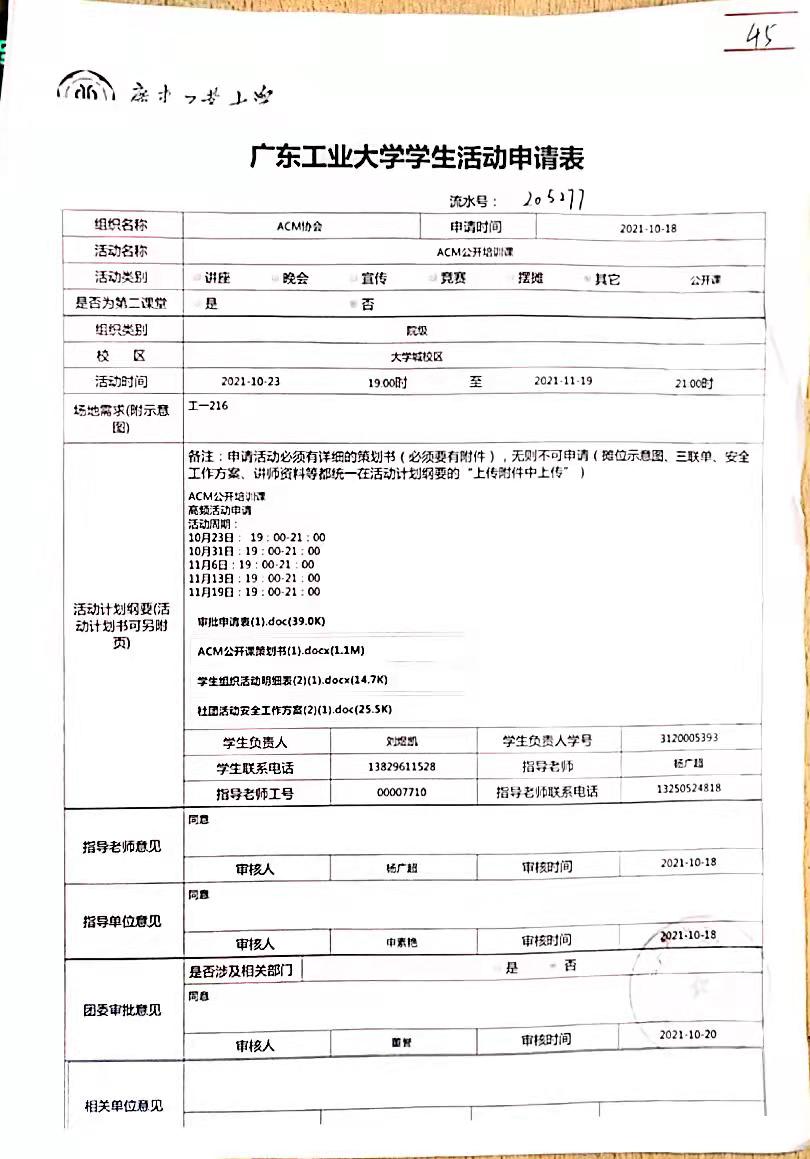 45
广东工业大学
广东工业大学学生活动申请表
流水号： 205277
组织名称 ACM协会 申请时间 2021-10-18
活动名称 ACM公开培训课
活动类别 讲座 晚会 宣传 竞赛 摆摊 其它 公开课
是否为第二课堂 是 否
组织类别 院级
校 区 大学城校区
活动时间 2021-10-23 19:00时 至 2021-11-19 21:00时
场地需求(附示意图) 工一216
备注：申请活动必须有详细的策划书（必须要有附件），无则不可申请（摊位示意图、三联单、安全
工作方案、讲师资料等都统一在活动计划纲要的“上传附件中上传”）
ACM公开培训课
高频活动申请
活动周期：
10月23日： 19：00-21：00
10月31日：19：00-21：00
11月6日：19：00-21：00
11月13日：19：00-21：00
11月19日：19：00-21：00
活动计划纲要(活
动计划书可另附
页)
审批申请表(1).doc(39.0K)
ACM公开课策划书(1).docx(1.1M)
学生组织活动明细表(2)(1).docx(14.7K)
社团活动安全工作方案(2)(1).doc(25.5K)
学生负责人 刘煜凯 学生负责人学号 3120005393
学生联系电话 13829611528 指导老师 杨广超
指导老师工号 00007710 指导老师联系电话 13250524818
指导老师意见 同意
审核人 杨广超 审核时间 2021-10-18
指导单位意见 同意
审核人 申素艳 审核时间 2021-10-18
是否涉及相关部门 是 否
团委审批意见 同意
审核人 审核时间 2021-10-20
相关单位意见